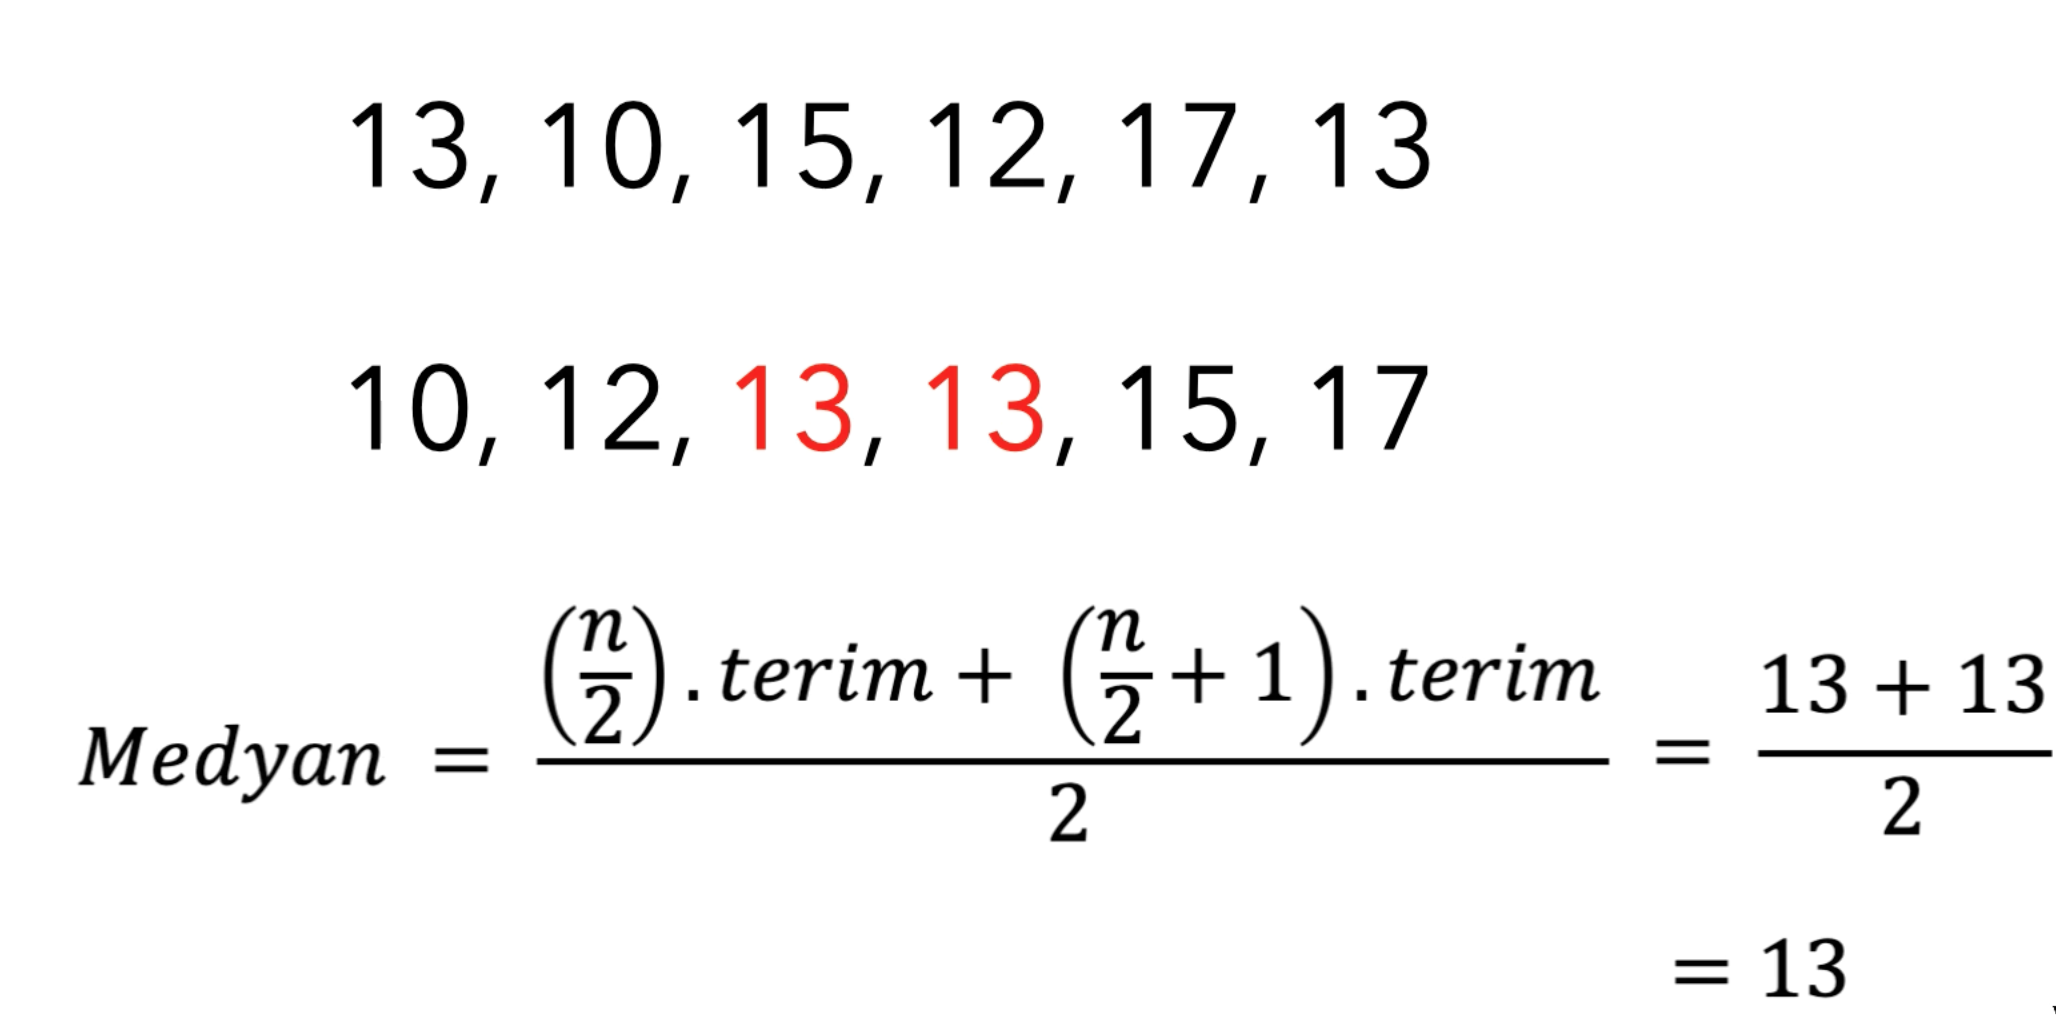 13, 10, 15, 12, 17, 13
10, 12, 13, 13, 15, 17
Medyan = ((n/2). terim + (n/2 + 1). terim)/2 = (13 + 13)/2
= 13